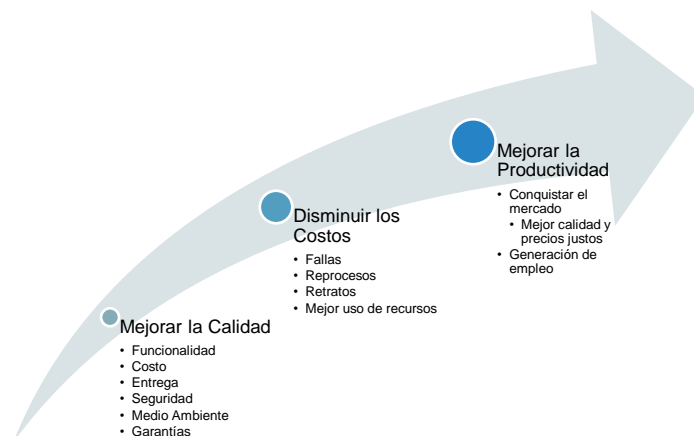 Mejorar la Calidad
• Funcionalidad
• Costo
• Entrega
• Seguridad
• Medio Ambiente
• Garantías
Disminuir los
Costos
• Fallas
• Reprocesos
• Retratos
• Mejor uso de recursos
Mejorar la
Productividad
• Conquistar el
mercado
• Mejor calidad y
precios justos
• Generación de
empleo